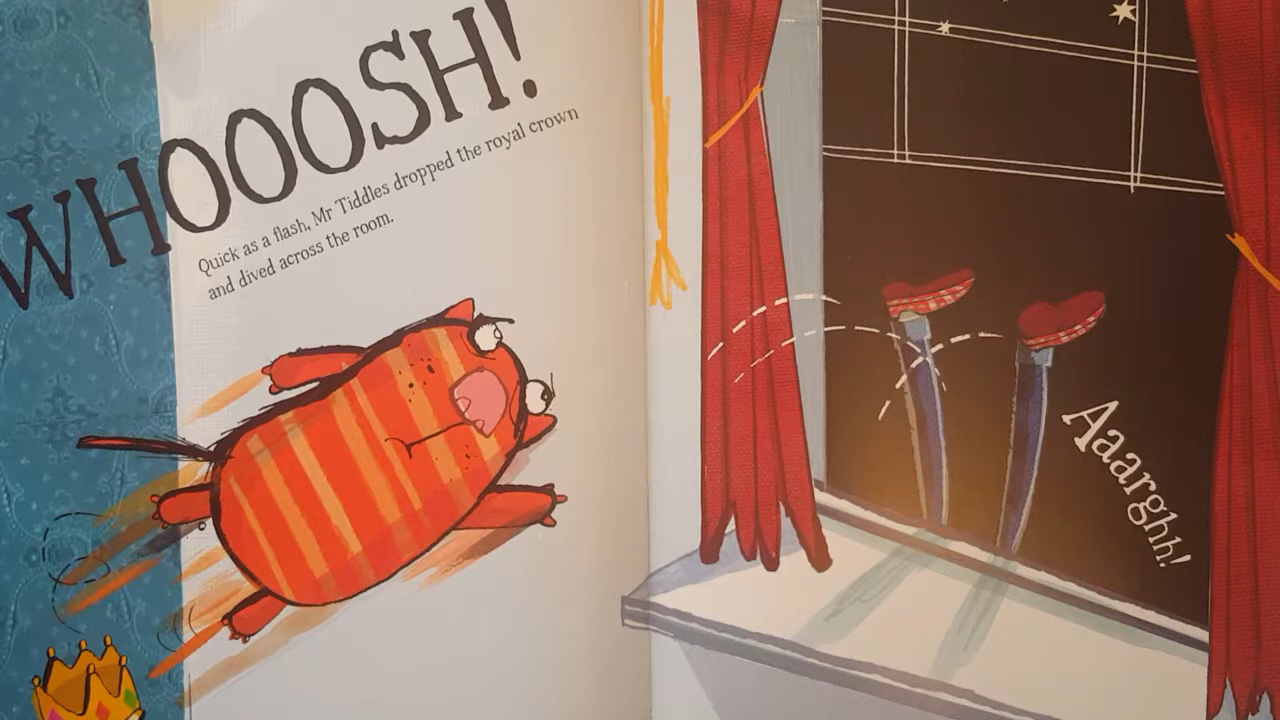 WHOOOSH!
Quick as a flash, Mr Tiddles dropped the royal crown
and dived across the room.
Aaarghh!